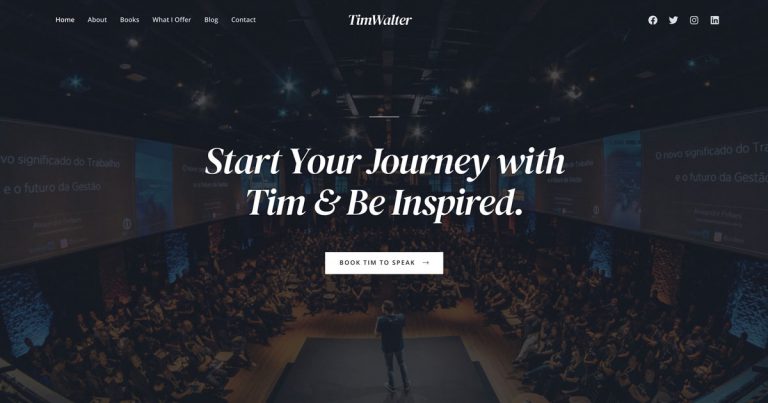 Home
About
Books
What I Offer
Blog
Contact
TimWalter
Start Your Journey with
Tim & Be Inspired.
BOOK TIM TO SPEAK →
novo significado do Trabalho
e o futuro da Gestão
O novo significado do Tra
e o futuro da Gestão